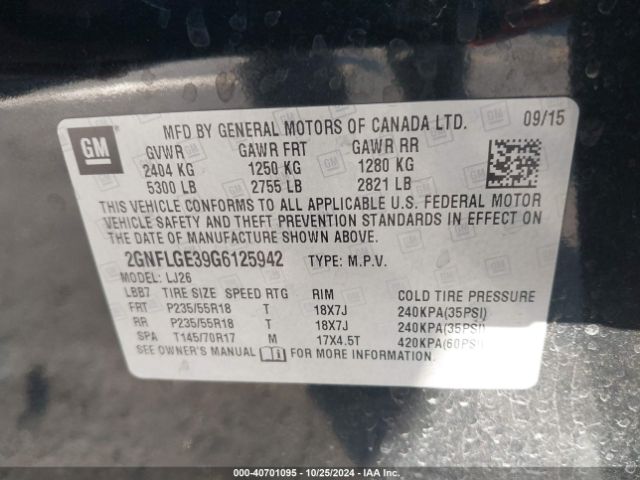 GM
MFD BY GENERAL MOTORS OF CANADA LTD. 09/15
GVWR GAWR FRT GAWR RR
2404 KG 1250 KG 1280 KG
5300 LB 2755 LB 2821 LB
THIS VEHICLE CONFORMS TO ALL APPLICABLE U.S. FEDERAL MOTOR
VEHICLE SAFETY AND THEFT PREVENTION STANDARDS IN EFFECT ON
THE DATE OF MANUFACTURE SHOWN ABOVE.
2GNFLGE39G6125942 TYPE: M.P.V.
MODEL: LJ26
LBB7 TIRE SIZE SPEED RTG RIM COLD TIRE PRESSURE
FRT P235/55R18 T 18X7J 240KPA(35PSI)
RR P235/55R18 T 18X7J 240KPA(35PSI)
SPA T145/70R17 M 17X4.5T 420KPA(60PSI)
SEE OWNER'S MANUAL FOR MORE INFORMATION.
000-40701095 - 10/25/2024 - IAA Inc.